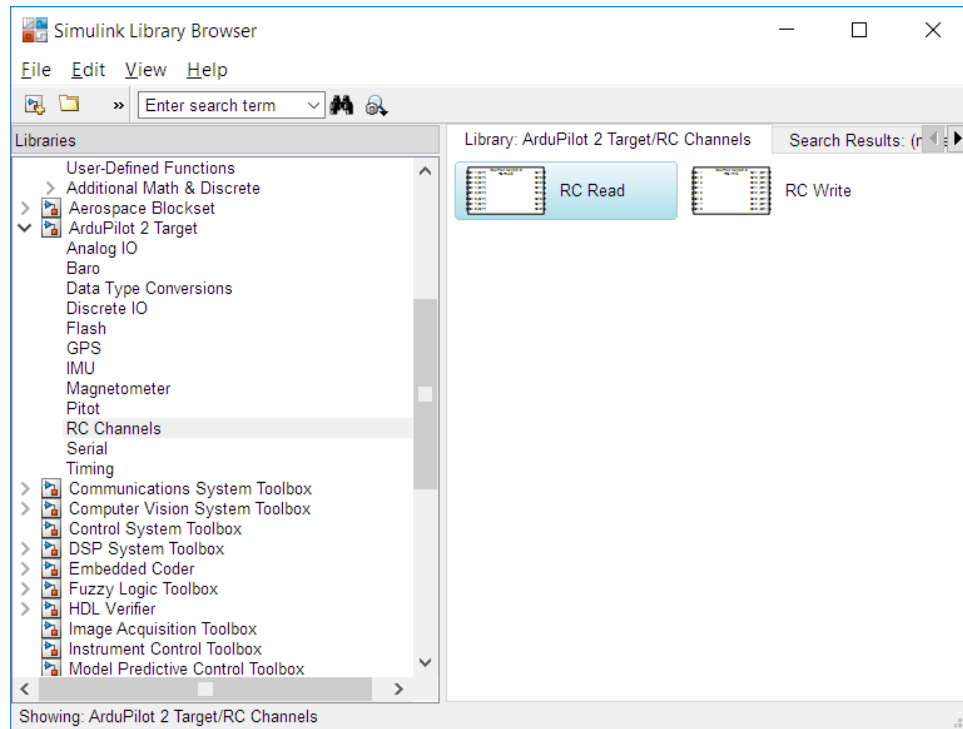 Simulink Library Browser
File Edit View Help
» Enter search term
Libraries
User-Defined Functions
Additional Math & Discrete
Aerospace Blockset
ArduPilot 2 Target
Analog IO
Baro
Data Type Conversions
Discrete IO
Flash
GPS
IMU
Magnetometer
Pitot
RC Channels
Serial
Timing
Communications System Toolbox
Computer Vision System Toolbox
Control System Toolbox
DSP System Toolbox
Embedded Coder
Fuzzy Logic Toolbox
HDL Verifier
Image Acquisition Toolbox
Instrument Control Toolbox
Model Predictive Control Toolbox
Library: ArduPilot 2 Target/RC Channels Search Results:
RC Read RC Write
Showing: ArduPilot 2 Target/RC Channels